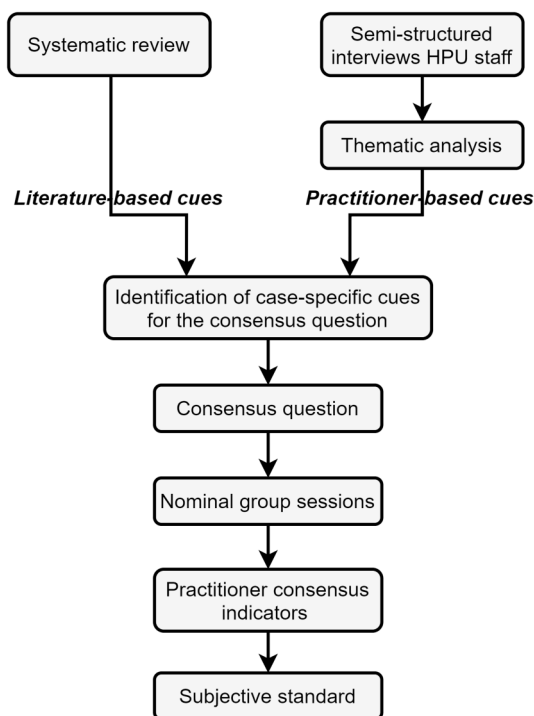 Systematic review
Semi-structured
interviews HPU staff
Thematic analysis
Literature-based cues
Practitioner-based cues
Identification of case-specific cues
for the consensus question
Consensus question
Nominal group sessions
Practitioner consensus
indicators
Subjective standard